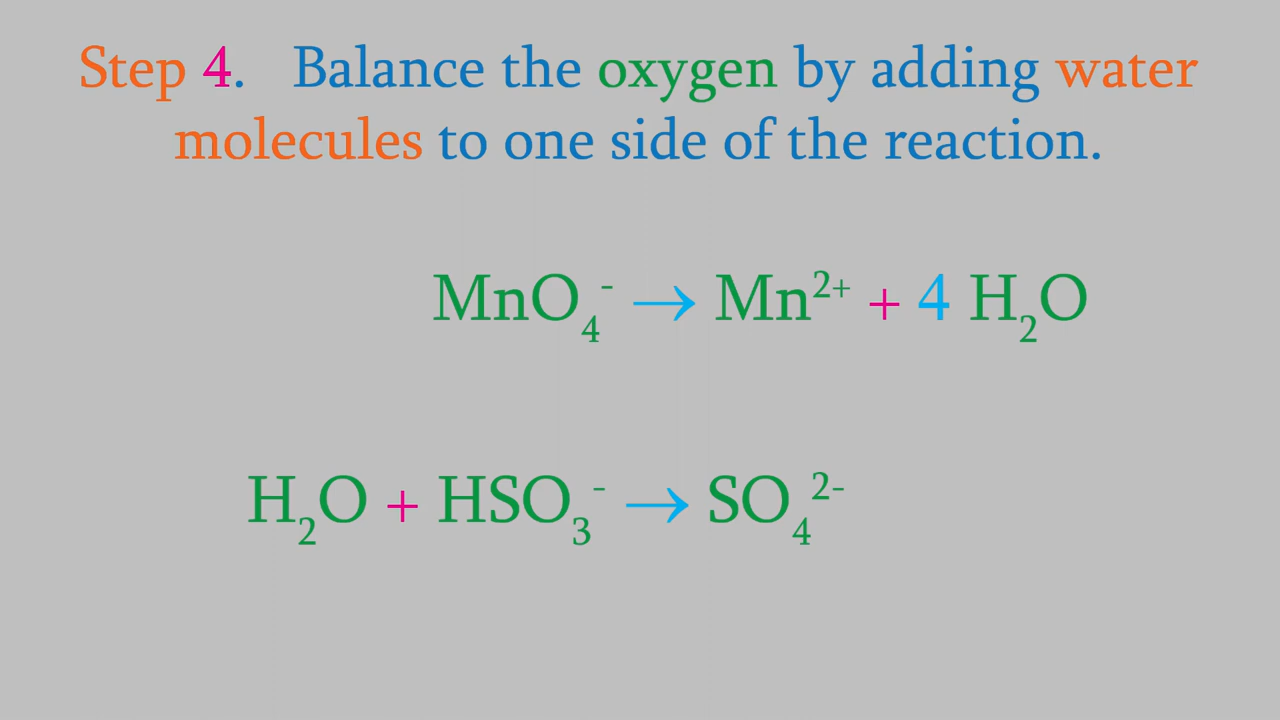 Step 4. Balance the oxygen by adding water
molecules to one side of the reaction.
MnO₄⁻ → Mn²⁺ + 4 H₂O
H₂O + HSO₃⁻ → SO₄²⁻